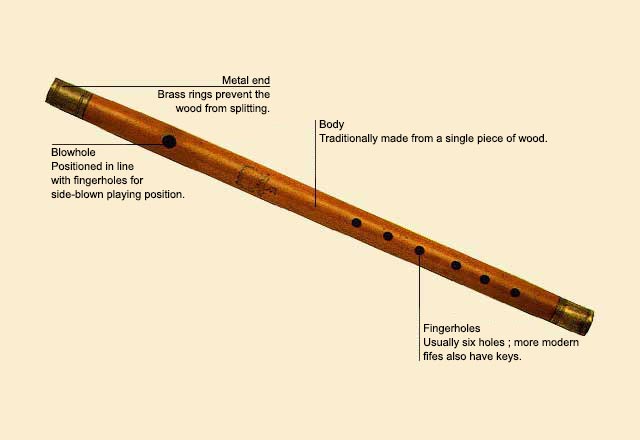 Metal end
Brass rings prevent the
wood from splitting.
Body
Traditionally made from a single piece of wood.
Blowhole
Positioned in line
with fingerholes for
side-blown playing position.
Fingerholes
Usually six holes ; more modern
fifes also have keys.